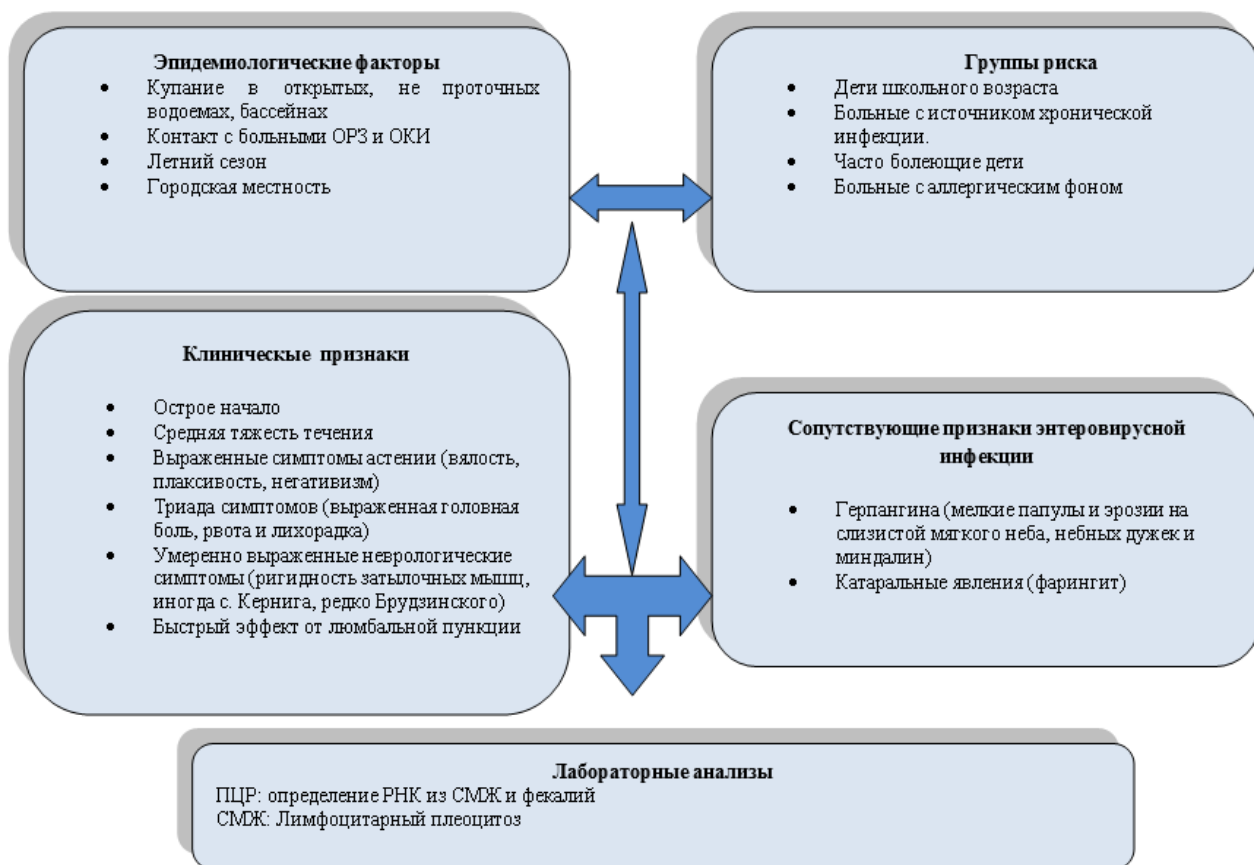 Эпидемиологические факторы
• Купание в открытых, не проточных
водоемах, бассейнах
• Контакт с больными ОРЗ и ОКИ
• Летний сезон
• Городская местность
Группы риска
• Дети школьного возраста
• Больные с источником хронической
инфекции.
• Часто болеющие дети
• Больные с аллергическим фоном
Клинические признаки
• Острое начало
• Средняя тяжесть течения
• Выраженные симптомы астении (вялость,
плаксивость, негативизм)
• Триада симптомов (выраженная головная
боль, рвота и лихорадка)
• Умеренно выраженные неврологические
симптомы (ригидность затылочных мышц,
иногда с. Кернига, редко Брудзинского)
• Быстрый эффект от люмбальной пункции
Сопутствующие признаки энтеровирусной
инфекции
• Герпангина (мелкие папулы и эрозии на
слизистой мягкого неба, небных дужек и
миндалин)
• Катаральные явления (фарингит)
Лабораторные анализы
ПЦР: определение РНК из СМЖ и фекалий
СМЖ: Лимфоцитарный плеоцитоз